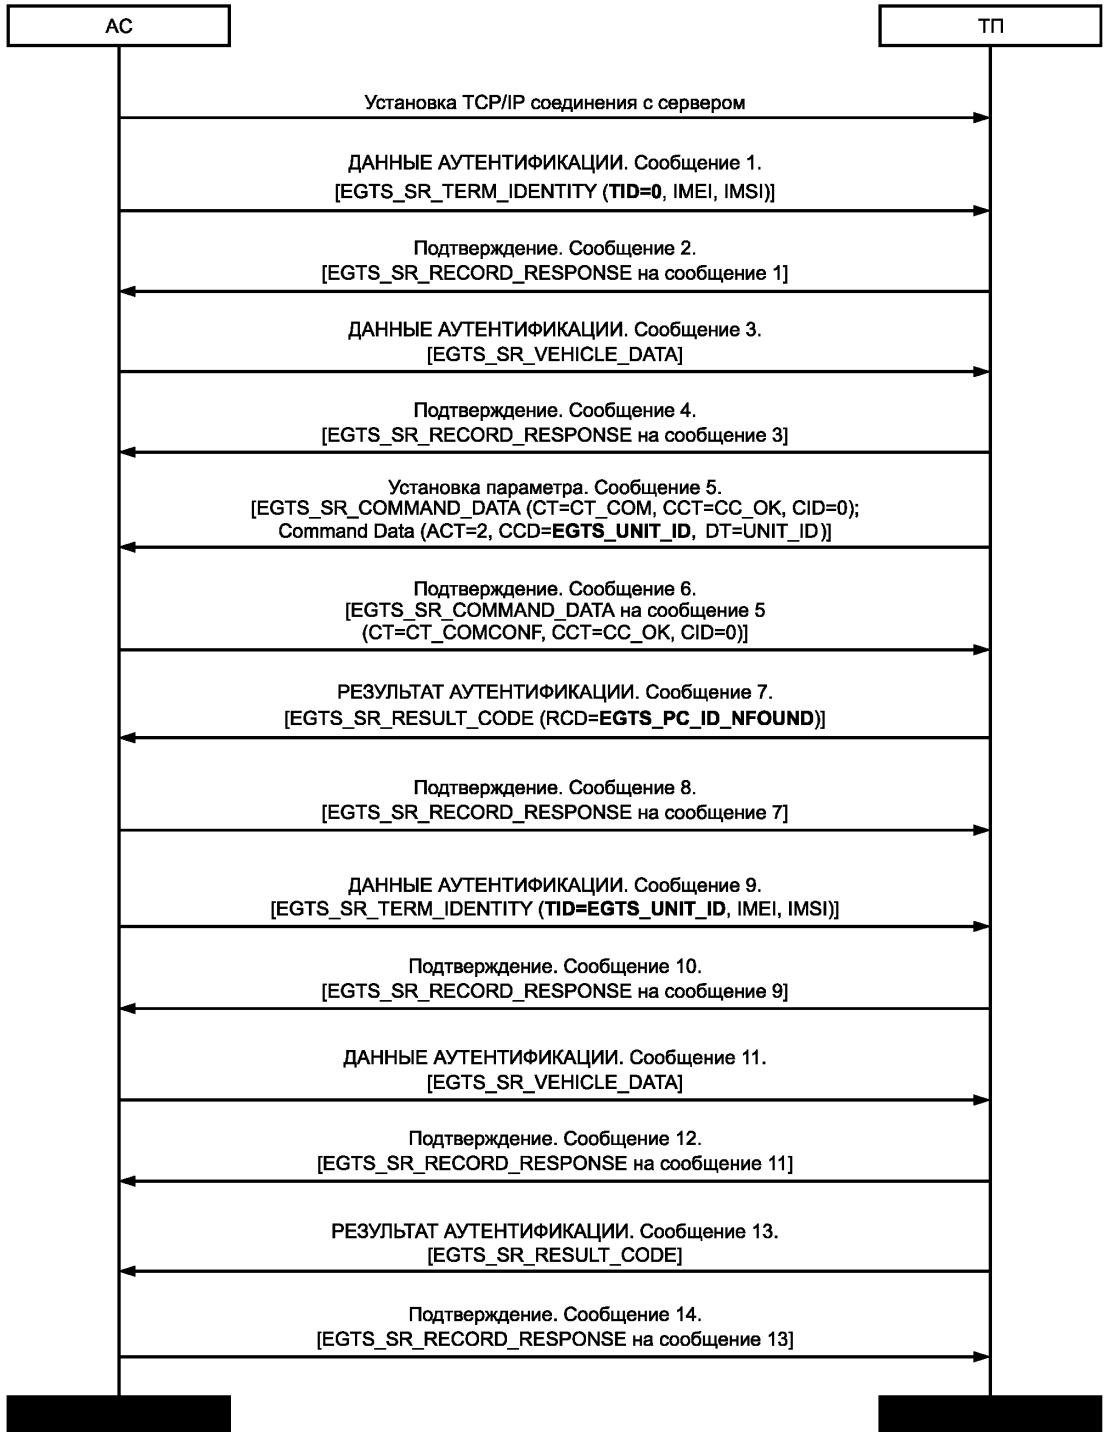 АС
ТП
Установка TCP/IP соединения с сервером
ДАННЫЕ АУТЕНТИФИКАЦИИ. Сообщение 1.
[EGTS_SR_TERM_IDENTITY (TID=0, IMEI, IMSI)]
Подтверждение. Сообщение 2.
[EGTS_SR_RECORD_RESPONSE на сообщение 1]
ДАННЫЕ АУТЕНТИФИКАЦИИ. Сообщение 3.
[EGTS_SR_VEHICLE_DATA]
Подтверждение. Сообщение 4.
[EGTS_SR_RECORD_RESPONSE на сообщение 3]
Установка параметра. Сообщение 5.
[EGTS_SR_COMMAND_DATA (CT=CT_COM, CCT=CC_OK, CID=0);
Command Data (ACT=2, CCD=EGTS_UNIT_ID, DT=UNIT_ID)]
Подтверждение. Сообщение 6.
[EGTS_SR_COMMAND_DATA на сообщение 5
(CT=CT_COMCONF, CCT=CC_OK, CID=0)]
РЕЗУЛЬТАТ АУТЕНТИФИКАЦИИ. Сообщение 7.
[EGTS_SR_RESULT_CODE (RCD=EGTS_PC_ID_NFOUND)]
Подтверждение. Сообщение 8.
[EGTS_SR_RECORD_RESPONSE на сообщение 7]
ДАННЫЕ АУТЕНТИФИКАЦИИ. Сообщение 9.
[EGTS_SR_TERM_IDENTITY (TID=EGTS_UNIT_ID, IMEI, IMSI)]
Подтверждение. Сообщение 10.
[EGTS_SR_RECORD_RESPONSE на сообщение 9]
ДАННЫЕ АУТЕНТИФИКАЦИИ. Сообщение 11.
[EGTS_SR_VEHICLE_DATA]
Подтверждение. Сообщение 12.
[EGTS_SR_RECORD_RESPONSE на сообщение 11]
РЕЗУЛЬТАТ АУТЕНТИФИКАЦИИ. Сообщение 13.
[EGTS_SR_RESULT_CODE]
Подтверждение. Сообщение 14.
[EGTS_SR_RECORD_RESPONSE на сообщение 13]